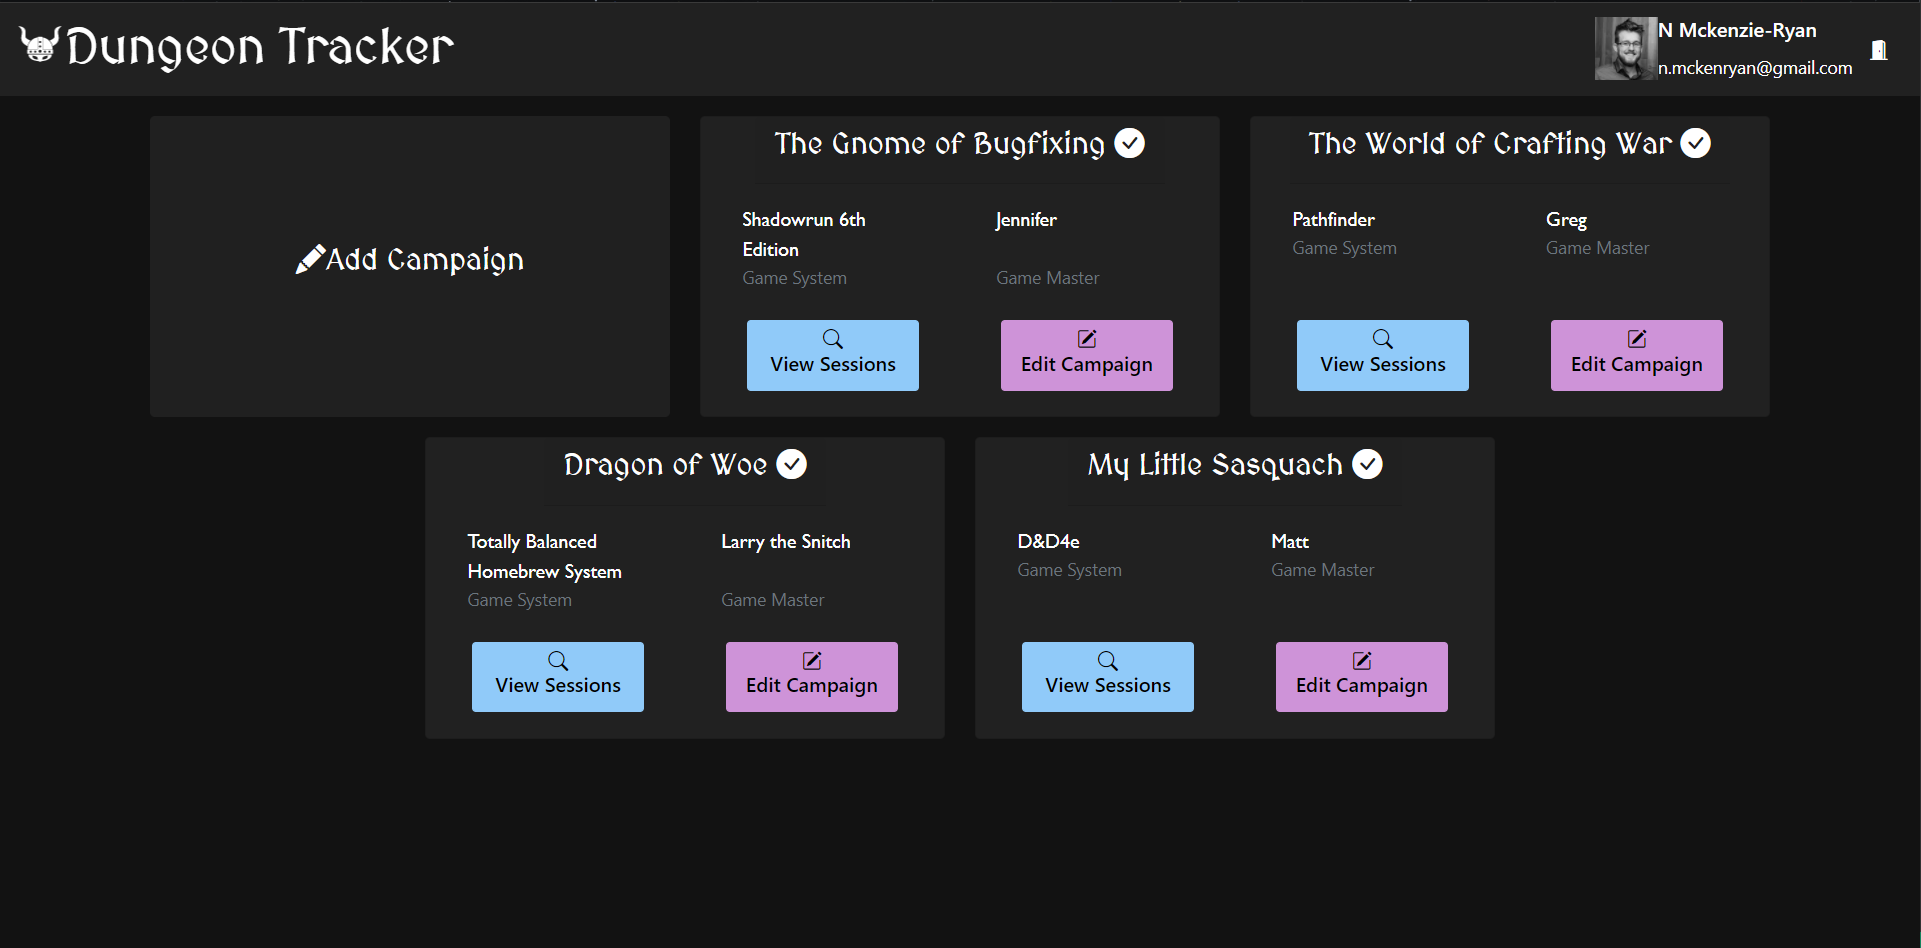 Dungeon Tracker
N Mckenzie-Ryan
n.mckenryan@gmail.com
Add Campaign
The Gnome of Bugfixing
Shadowrun 6th
Edition
Game System
Jennifer
Game Master
View Sessions
Edit Campaign
The World of Crafting War
Pathfinder
Game System
Greg
Game Master
View Sessions
Edit Campaign
Dragon of Woe
Totally Balanced
Homebrew System
Game System
Larry the Snitch
Game Master
View Sessions
Edit Campaign
My Little Sasquach
D&D4e
Game System
Matt
Game Master
View Sessions
Edit Campaign